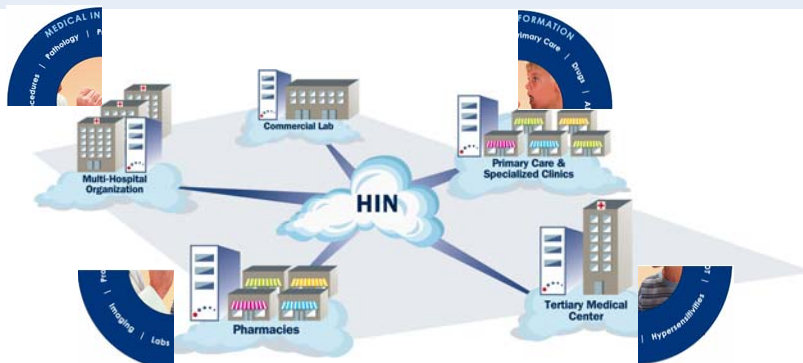 MEDICAL IN
Pathology |
FORMATION
Primary Care | Drugs |
Commercial Lab
Multi-Hospital
Organization
Primary Care &
Specialized Clinics
HIN
Pharmacies
Tertiary Medical
Center
| Imaging | Labs
| Hypersensitivities